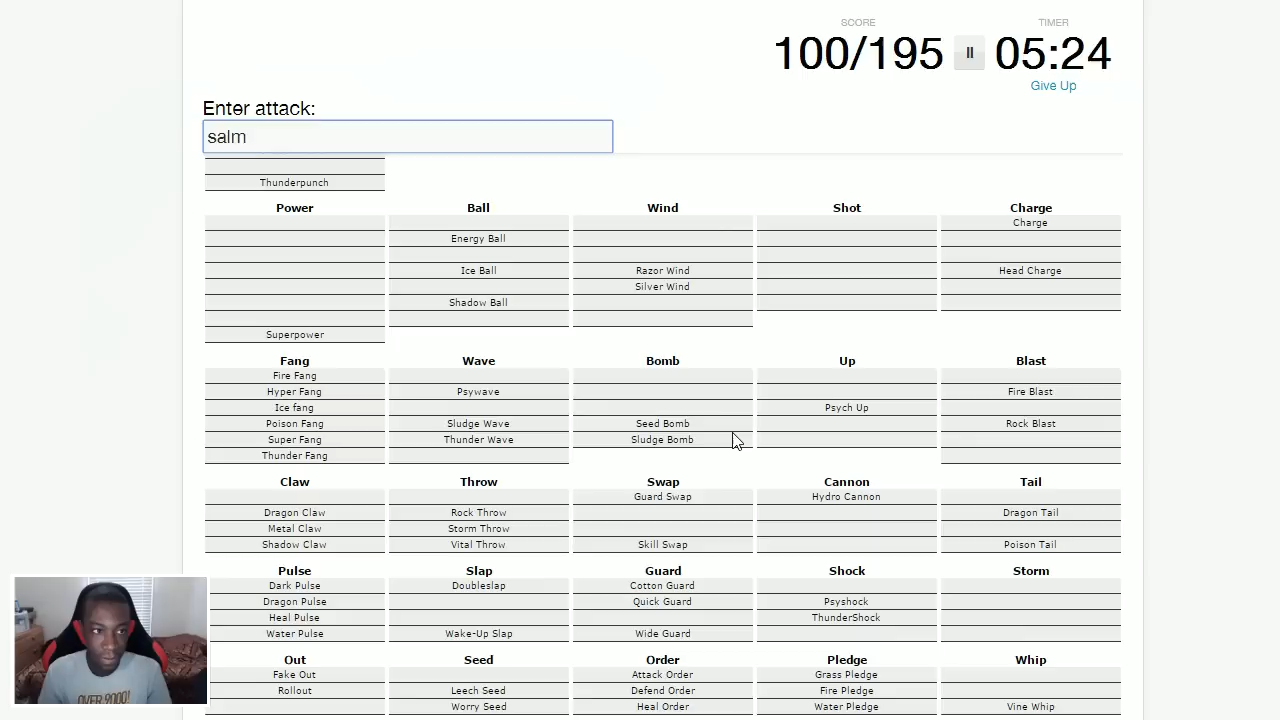 SCORE TIMER
100/195 II 05:24
Give Up
Enter attack:
salm
Thunderpunch
Power Ball Wind Shot Charge
Charge
Energy Ball
Ice Ball Razor Wind Head Charge
Silver Wind
Shadow Ball
Superpower
Fang Wave Bomb Up Blast
Fire Fang
Hyper Fang Psywave Fire Blast
Ice fang Psych Up
Poison Fang Sludge Wave Seed Bomb Rock Blast
Super Fang Thunder Wave Sludge Bomb
Thunder Fang
Claw Throw Swap Cannon Tail
Guard Swap Hydro Cannon
Dragon Claw Rock Throw Dragon Tail
Metal Claw Storm Throw
Shadow Claw Vital Throw Skill Swap Poison Tail
Pulse Slap Guard Shock Storm
Dark Pulse Doubleslap Cotton Guard
Dragon Pulse Quick Guard Psyshock
Heal Pulse ThunderShock
Water Pulse Wake-Up Slap Wide Guard
Out Seed Order Pledge Whip
Fake Out Attack Order Grass Pledge
Rollout Leech Seed Defend Order Fire Pledge
Worry Seed Heal Order Water Pledge Vine Whip
OVER 9000!